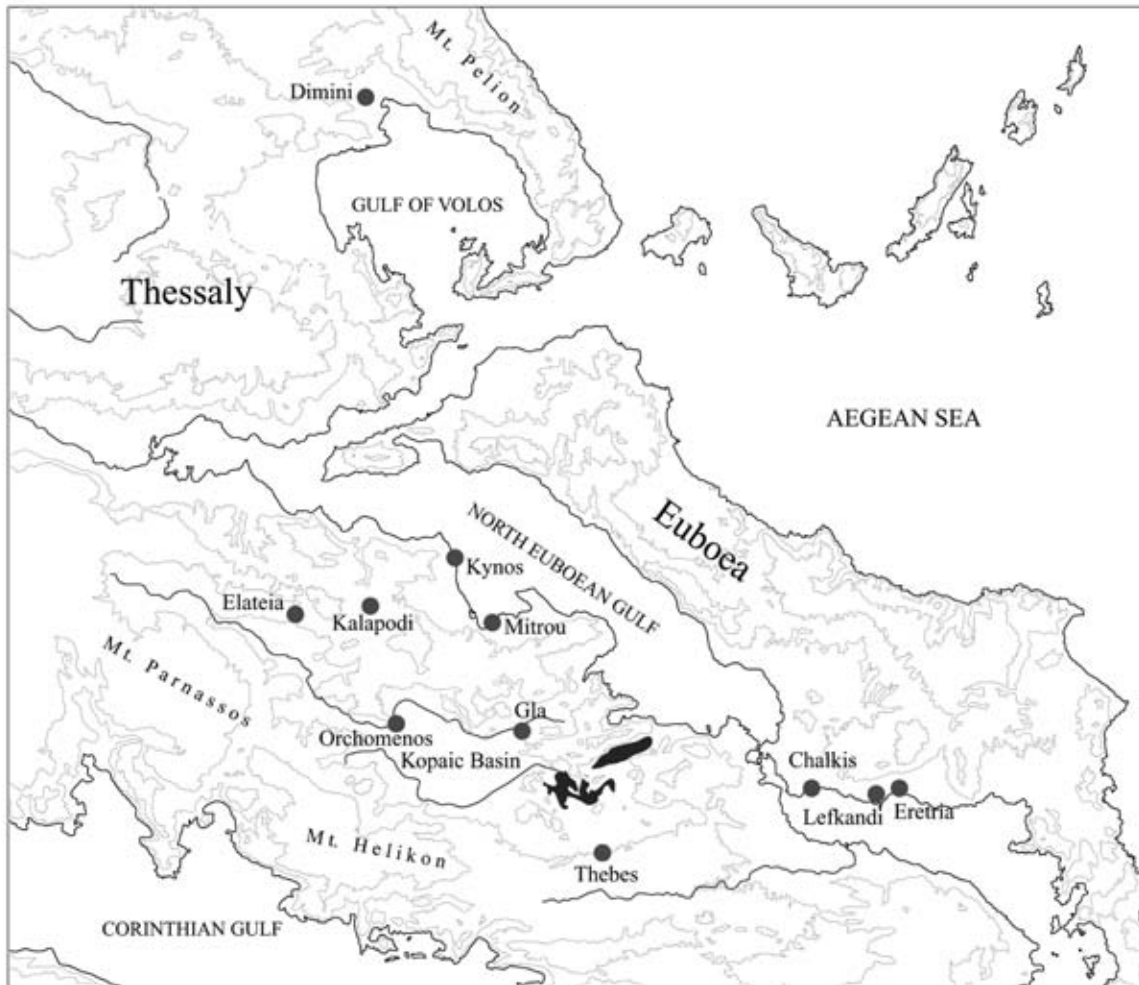 Mt. Pelion
Dimini
GULF OF VOLOS
Thessaly
AEGEAN SEA
Euboea
NORTH EUBOEAN GULF
Kynos
Elateia
Kalapodi
Mitrou
Mt. Parnassos
Gla
Orchomenos
Kopaic Basin
Chalkis
Lefkandi
Eretria
Mt. Helikon
Thebes
CORINTHIAN GULF